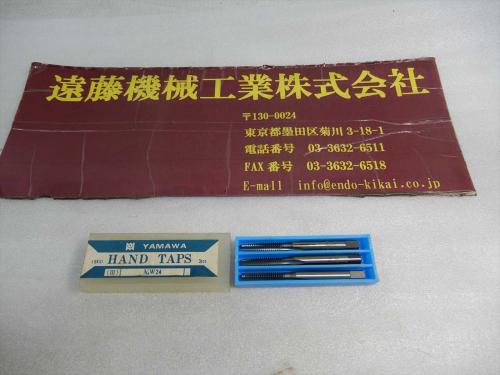 遠藤機械工業株式会社
〒130-0024
東京都墨田区菊川 3-18-1
電話番号 03-3632-6511
FAX 番号 03-3632-6518
E-mail info@endo-kikai.co.jp
YAMAWA
HAND TAPS